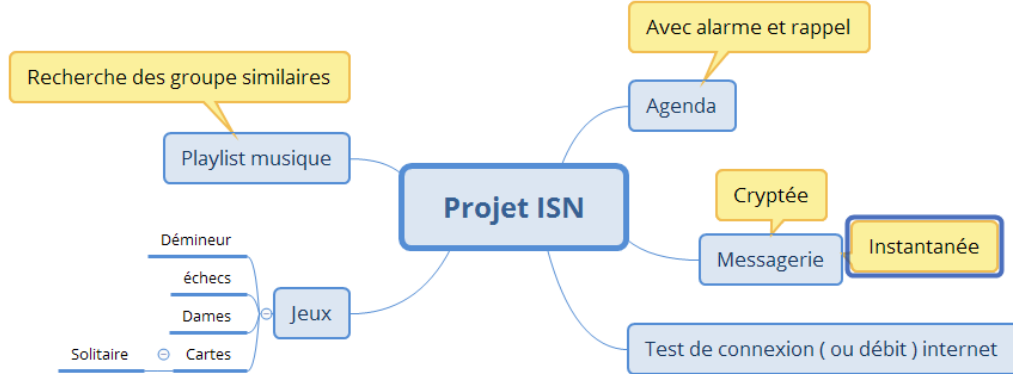 Avec alarme et rappel
Recherche des groupe similaires
Agenda
Playlist musique
Projet ISN
Cryptée
Messagerie
Instantanée
Démineur
échecs
Jeux
Dames
Solitaire
Cartes
Test de connexion ( ou débit ) internet